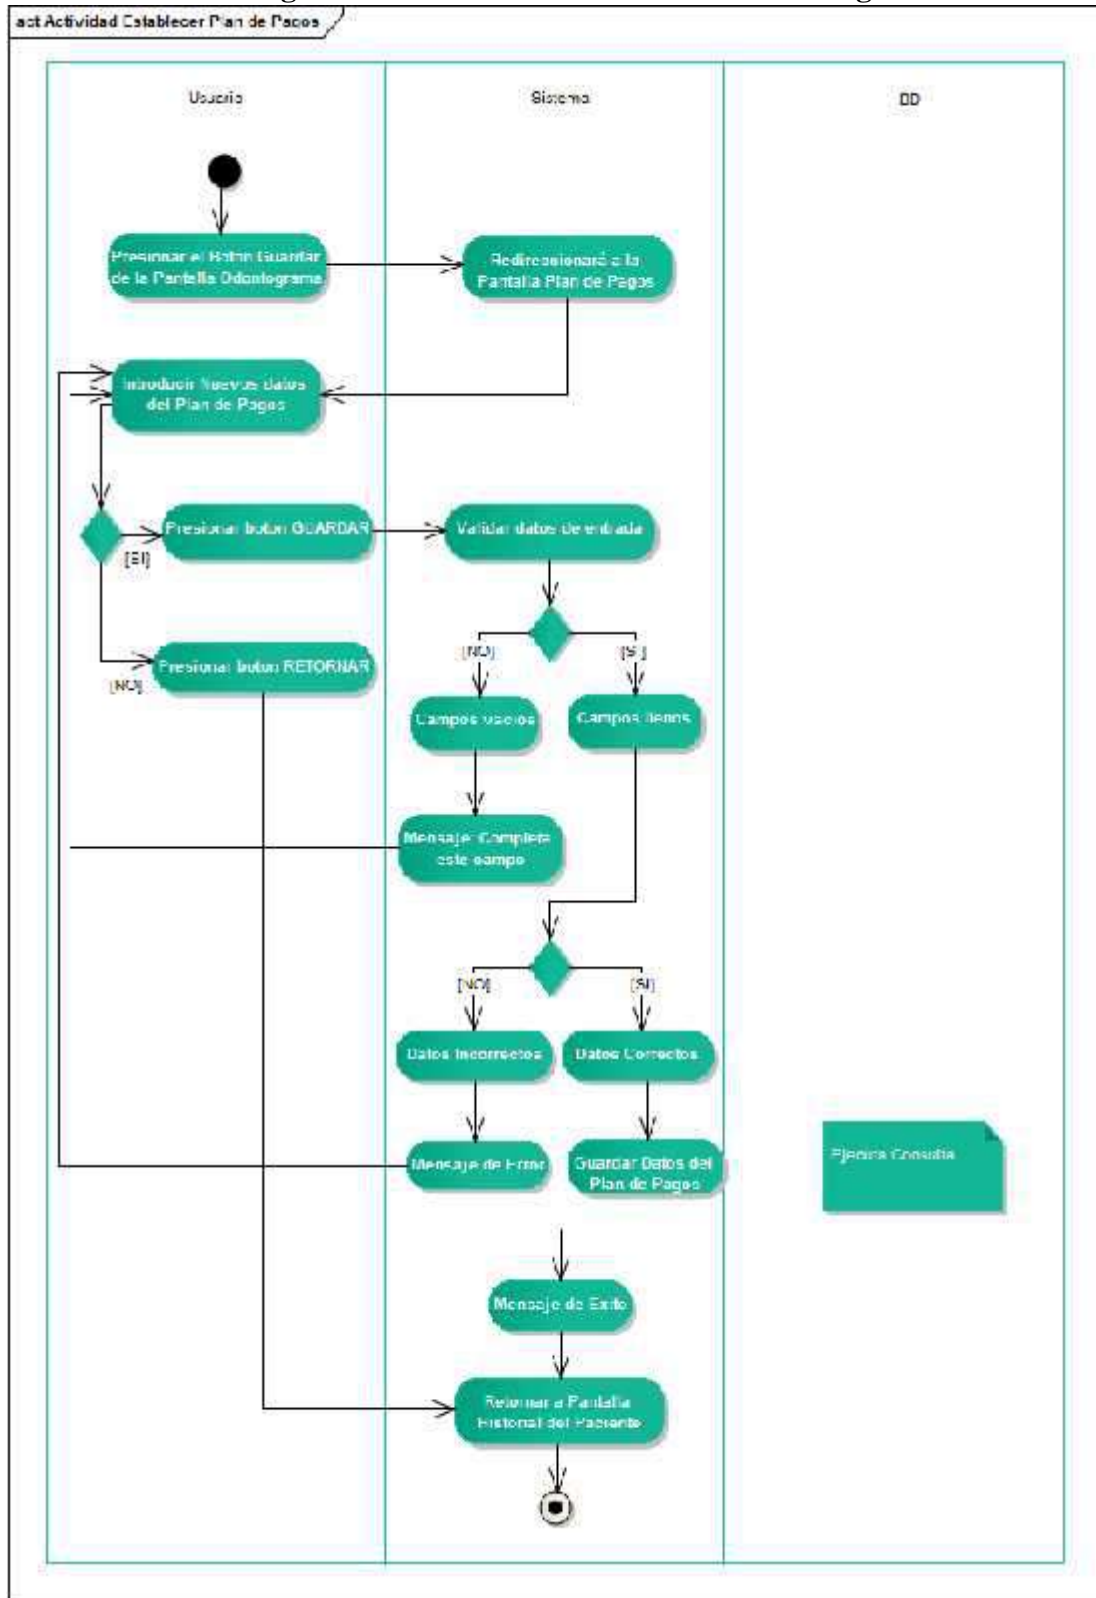 act Actividad Establecer Plan de Pagos
Usuario
Sistema
BD
Presionar el Boton Guardar
de la Pantalla Odontograma
Redireccionará a la
Pantalla Plan de Pagos
Introducir Nuevos datos
del Plan de Pagos
Presionar boton GUARDAR
[SI]
Validar datos de entrada
Presionar boton RETORNAR
[NO]
[NO]
[SI]
Campos vacios
Campos llenos
Mensaje: Complete
este campo
[NO]
[SI]
Datos Incorrectos
Datos Correctos
Mensaje de Error
Guardar Datos del
Plan de Pagos
Ejecuta Consulta
Mensaje de Exito
Retornar a Pantalla
Historial del Paciente